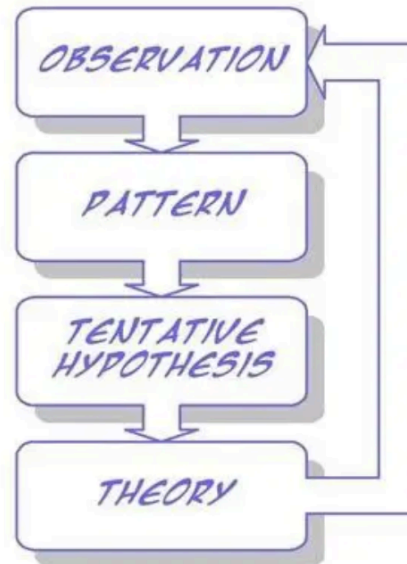 OBSERVATION
PATTERN
TENTATIVE
HYPOTHESIS
THEORY